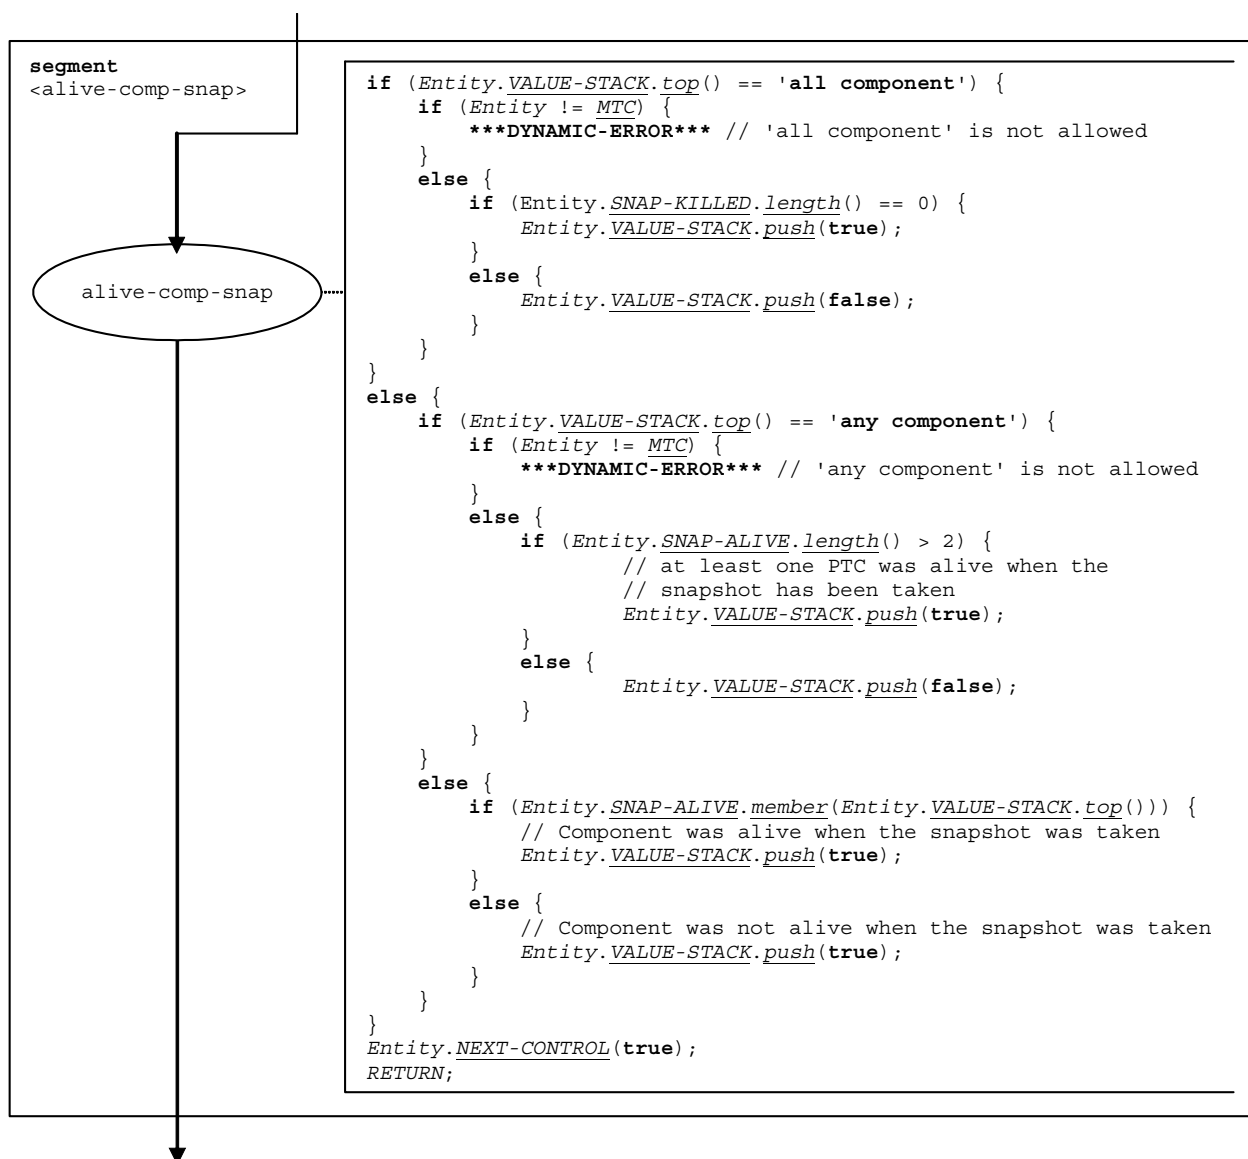 segment
<alive-comp-snap>
alive-comp-snap
if (Entity.VALUE-STACK.top() == 'all component') {
if (Entity != MTC) {
***DYNAMIC-ERROR*** // 'all component' is not allowed
}
else {
if (Entity.SNAP-KILLED.length() == 0) {
Entity.VALUE-STACK.push(true);
}
else {
Entity.VALUE-STACK.push(false);
}
}
}
else {
if (Entity.VALUE-STACK.top() == 'any component') {
if (Entity != MTC) {
***DYNAMIC-ERROR*** // 'any component' is not allowed
}
else {
if (Entity.SNAP-ALIVE.length() > 2) {
// at least one PTC was alive when the
// snapshot has been taken
Entity.VALUE-STACK.push(true);
}
else {
Entity.VALUE-STACK.push(false);
}
}
}
else {
if (Entity.SNAP-ALIVE.member(Entity.VALUE-STACK.top())) {
// Component was alive when the snapshot was taken
Entity.VALUE-STACK.push(true);
}
else {
// Component was not alive when the snapshot was taken
Entity.VALUE-STACK.push(true);
}
}
}
Entity.NEXT-CONTROL(true);
RETURN;